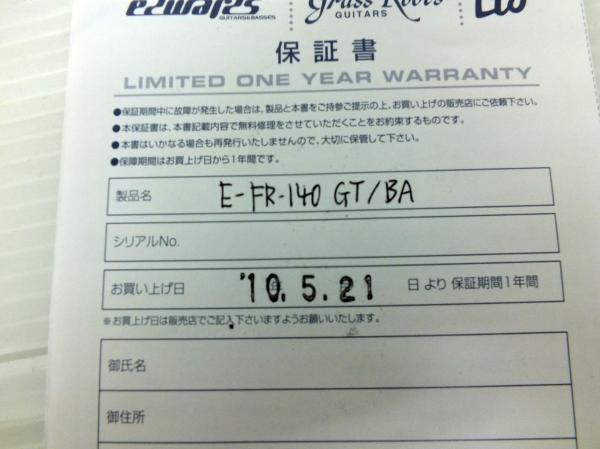 edwards
GUITARS&BASSES
Grass Roots
GUITARS
LTD
保証書
LIMITED ONE YEAR WARRANTY
●保証期間中に故障が発生した場合は、製品と本書をご持参ご提示の上、お買い上げの販売店にご依頼下さい。
●本保証書は、本書記載内容で無料修理をさせていただくことをお約束するものです。
●本書はいかなる場合も再発行いたしませんので、大切に保管して下さい。
●保障期間はお買上げ日から1年間です。
製品名 E-FR-140 GT/BA
シリアルNo.
お買い上げ日 '10. 5. 21 日 より 保証期間1年間
※お買上げ日は販売店でご記入下さいますようお願いいたします。
御氏名
御住所